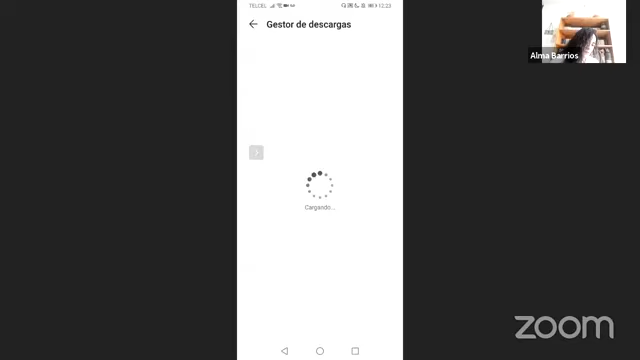 TELCEL 12:23
Gestor de descargas
Alma Barrios
Cargando...
zoom